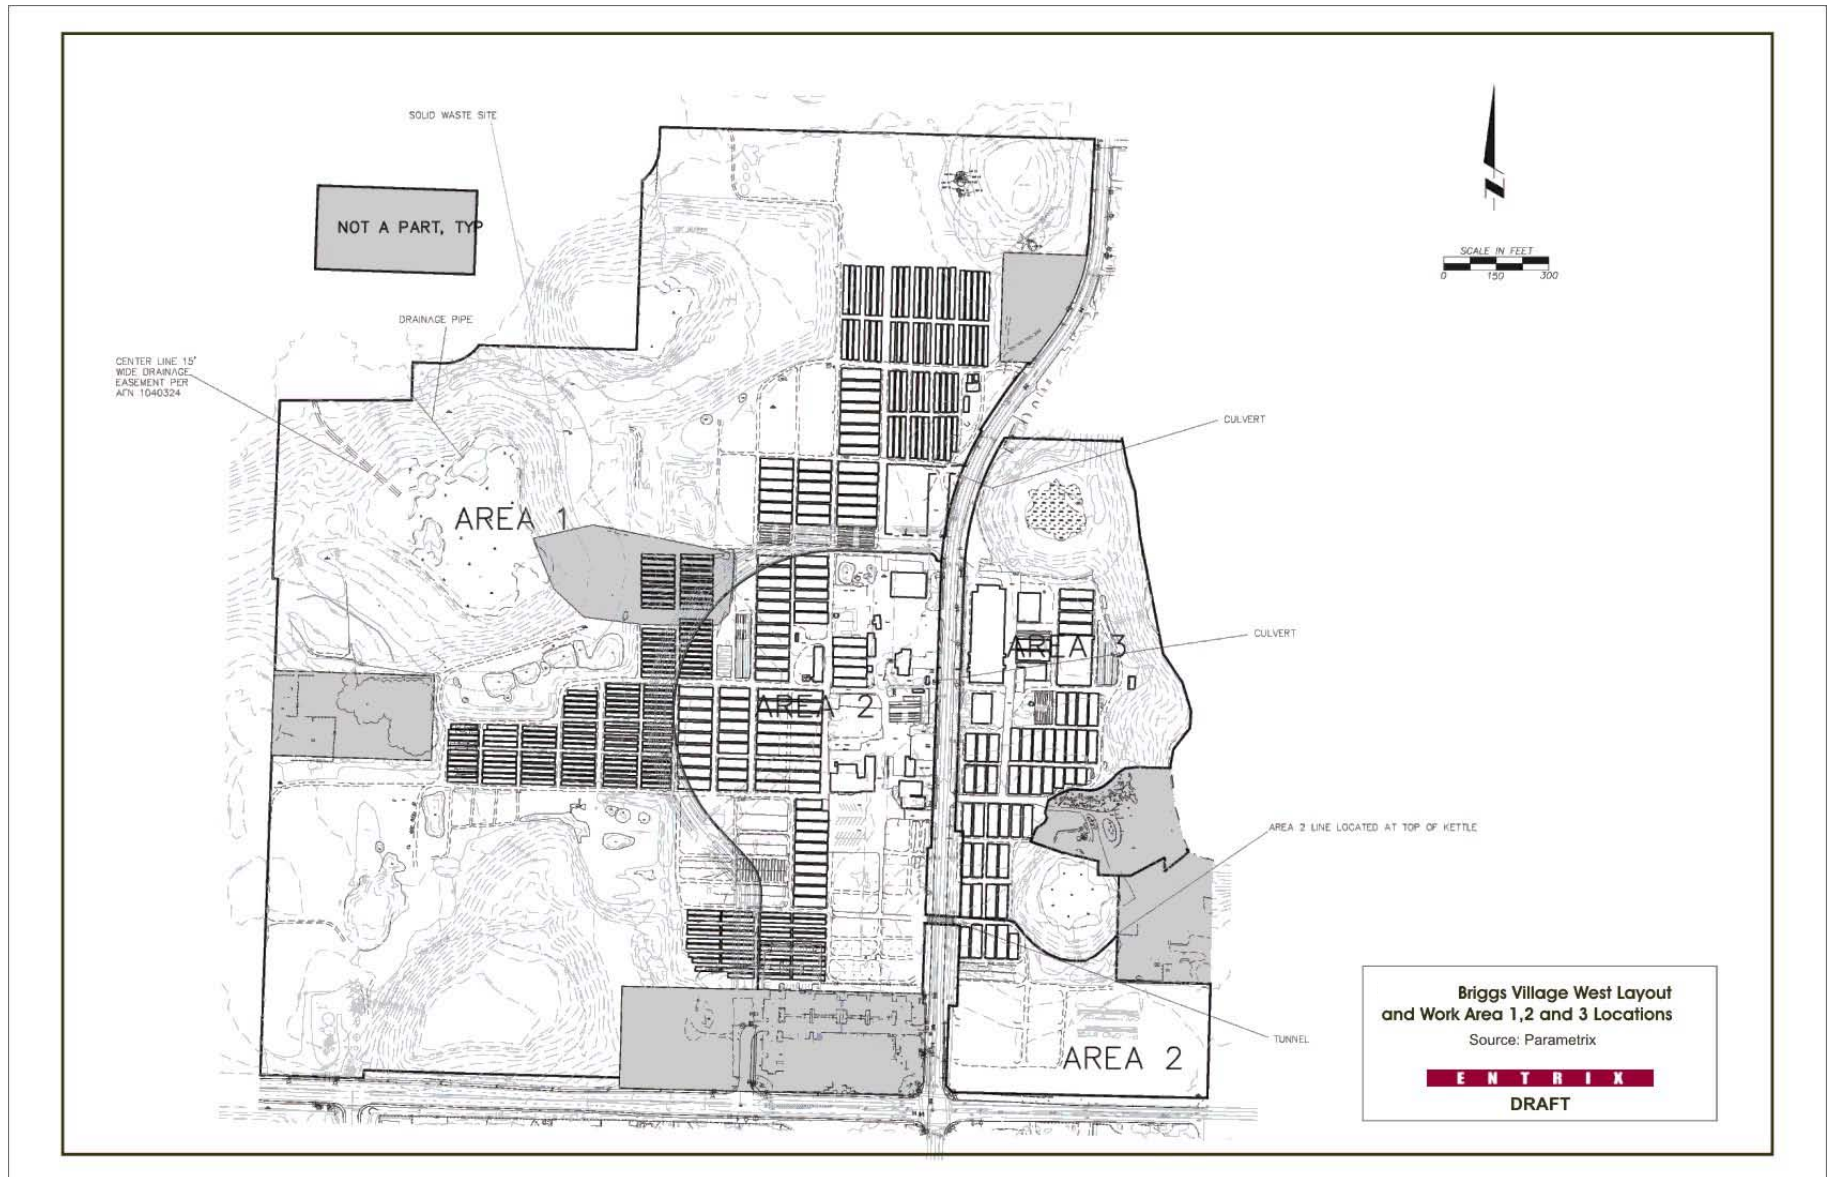 SOLID WASTE SITE
NOT A PART, TYP
SCALE IN FEET
0 150 300
DRAINAGE PIPE
CENTER LINE 15'
WIDE DRAINAGE
EASEMENT PER
AFN 1040324
CULVERT
AREA 1
CULVERT
AREA 3
AREA 2
AREA 2 LINE LOCATED AT TOP OF KETTLE
TUNNEL
AREA 2
Briggs Village West Layout
and Work Area 1,2 and 3 Locations
Source: Parametrix
ENTRIX
DRAFT